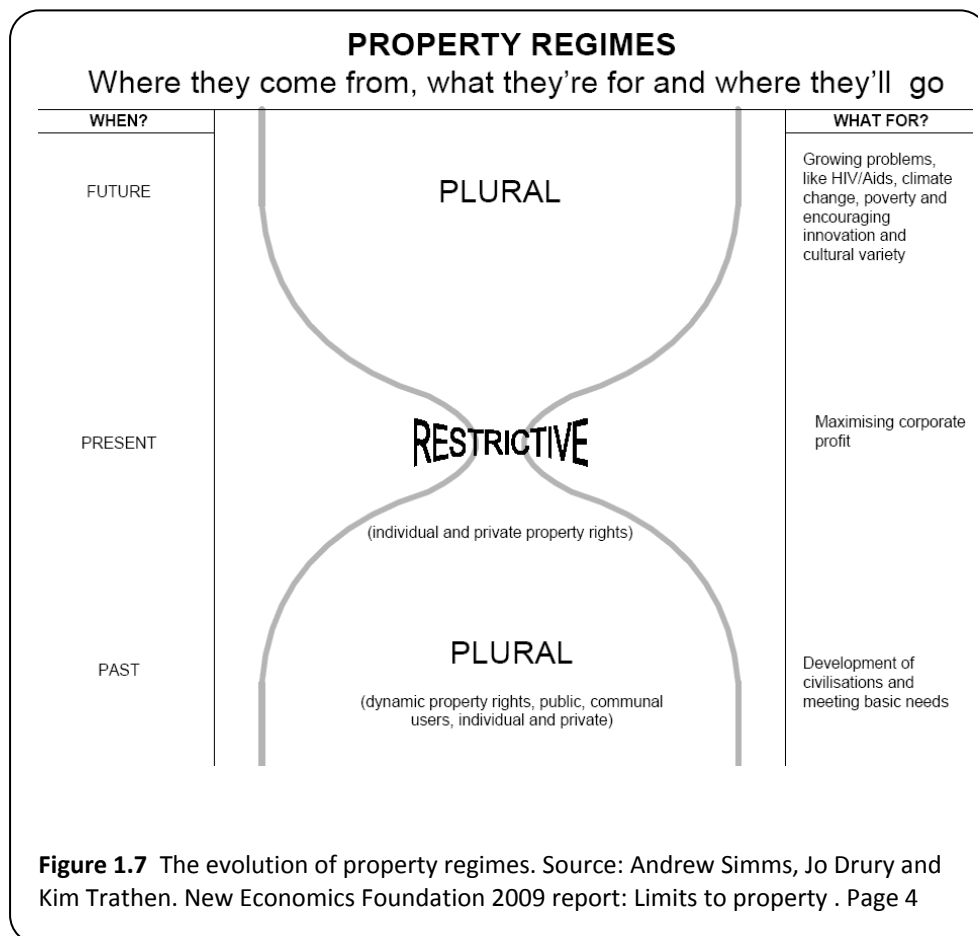 PROPERTY REGIMES
Where they come from, what they're for and where they'll go
WHEN?
WHAT FOR?
FUTURE
PLURAL
Growing problems,
like HIV/Aids, climate
change, poverty and
encouraging
innovation and
cultural variety
PRESENT
RESTRICTIVE
Maximising corporate
profit
(individual and private property rights)
PAST
PLURAL
(dynamic property rights, public, communal
users, individual and private)
Development of
civilisations and
meeting basic needs
Figure 1.7 The evolution of property regimes. Source: Andrew Simms, Jo Drury and
Kim Trathen. New Economics Foundation 2009 report: Limits to property . Page 4